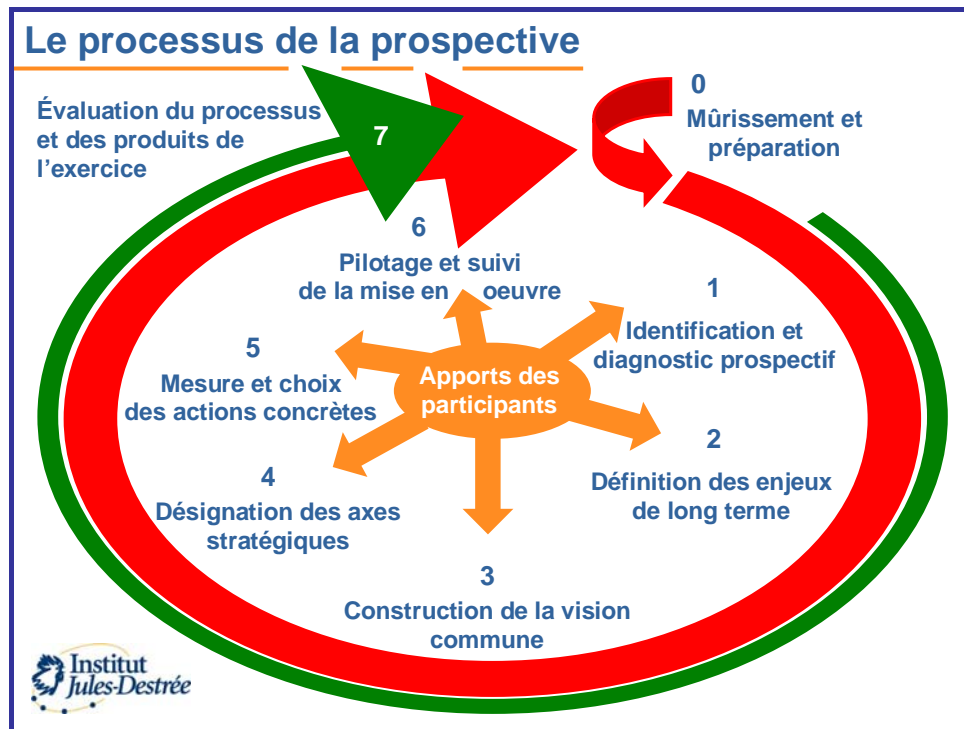 Le processus de la prospective
0
Mûrissement et
préparation
1
Identification et
diagnostic prospectif
2
Définition des enjeux
de long terme
3
Construction de la vision
commune
4
Désignation des axes
stratégiques
5
Mesure et choix
des actions concrètes
6
Pilotage et suivi
de la mise en oeuvre
7
Évaluation du processus
et des produits de
l'exercice
Apports des
participants
Institut
Jules-Destrée